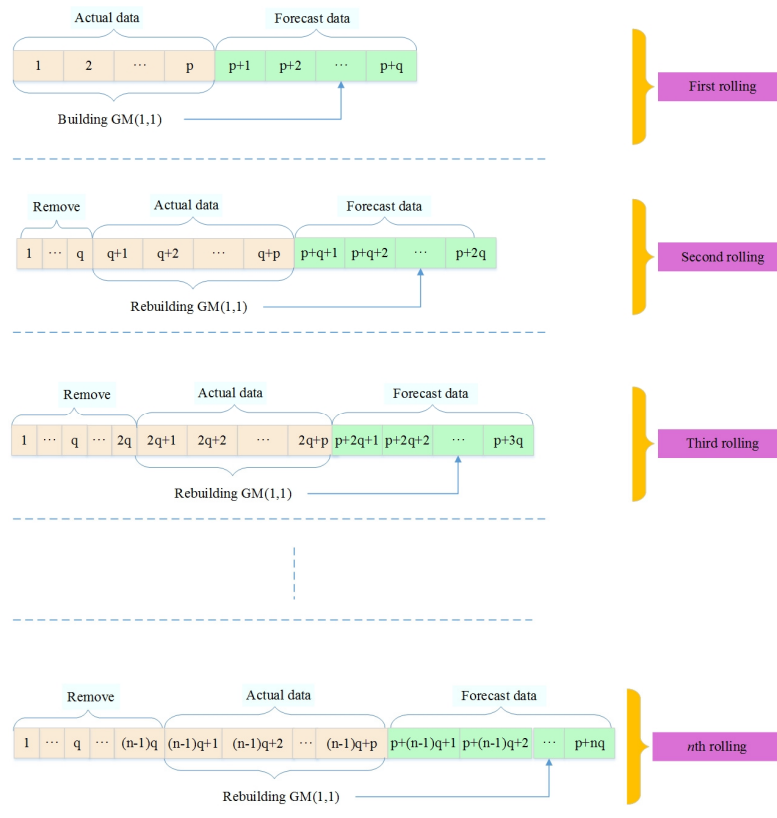 Actual data Forecast data
1 2 ··· p p+1 p+2 ··· p+q
First rolling
Building GM(1,1)
Remove Actual data Forecast data
1 ··· q q+1 q+2 ··· q+p p+q+1 p+q+2 ··· p+2q
Second rolling
Rebuilding GM(1,1)
Remove Actual data Forecast data
1 ··· q ··· 2q 2q+1 2q+2 ··· 2q+p p+2q+1 p+2q+2 ··· p+3q
Third rolling
Rebuilding GM(1,1)
Remove Actual data Forecast data
1 ··· q ··· (n-1)q (n-1)q+1 (n-1)q+2 ··· (n-1)q+p p+(n-1)q+1 p+(n-1)q+2 ··· p+nq
nth rolling
Rebuilding GM(1,1)